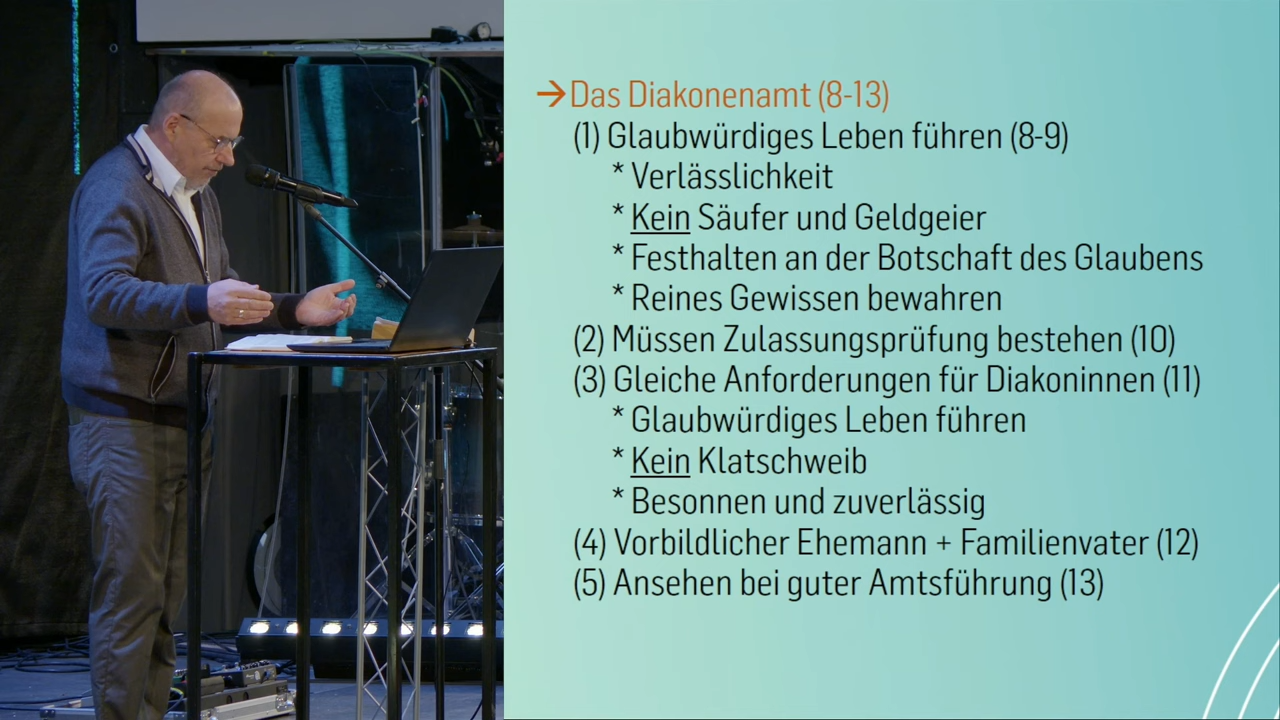 →Das Diakonenamt (8-13)
(1) Glaubwürdiges Leben führen (8-9)
* Verlässlichkeit
* Kein Säufer und Geldgeier
* Festhalten an der Botschaft des Glaubens
* Reines Gewissen bewahren
(2) Müssen Zulassungsprüfung bestehen (10)
(3) Gleiche Anforderungen für Diakoninnen (11)
* Glaubwürdiges Leben führen
* Kein Klatschweib
* Besonnen und zuverlässig
(4) Vorbildlicher Ehemann + Familienvater (12)
(5) Ansehen bei guter Amtsführung (13)